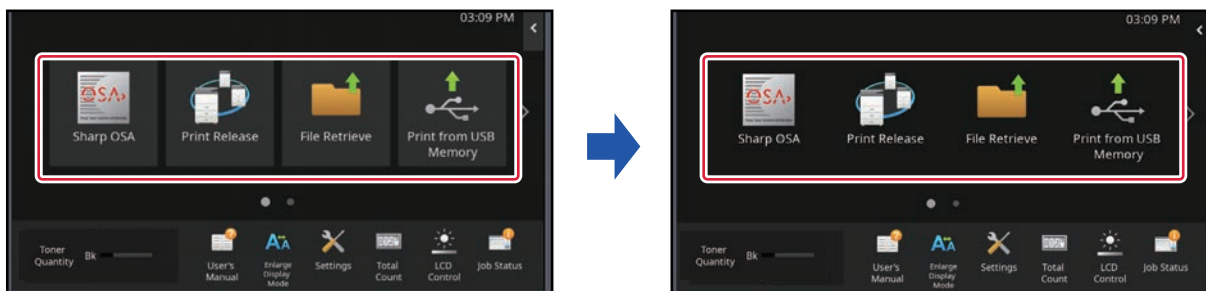 03:09 PM
OSA
Sharp OSA
Print Release
File Retrieve
Print from USB
Memory
Toner
Quantity
Bk
User's
Manual
Enlarge
Display
Mode
Settings
Total
Count
LCD
Control
Job Status
03:09 PM
OSA
Sharp OSA
Print Release
File Retrieve
Print from USB
Memory
Toner
Quantity
Bk
User's
Manual
Enlarge
Display
Mode
Settings
Total
Count
LCD
Control
Job Status